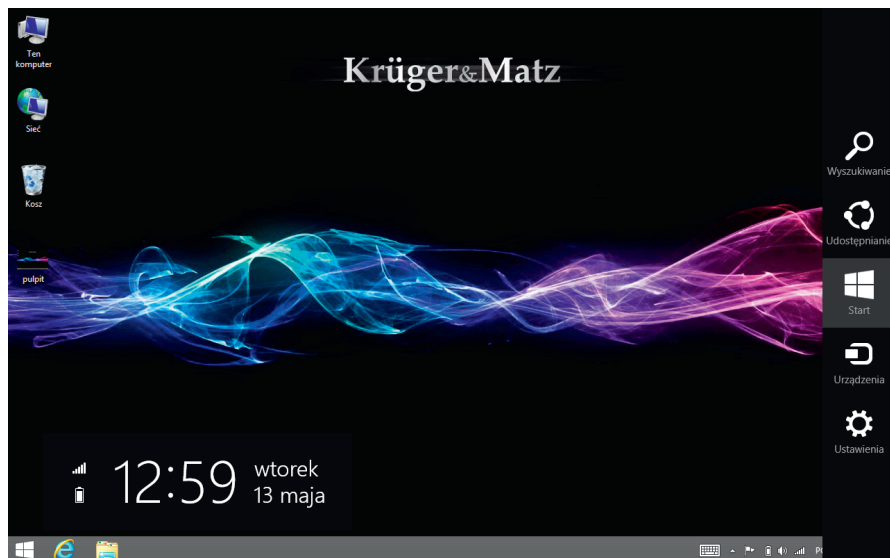 Ten
komputer
Sieć
Kosz
pulpit
Krüger&Matz
Wyszukiwanie
Udostępnianie
Start
Urządzenia
Ustawienia
12:59
wtorek
13 maja